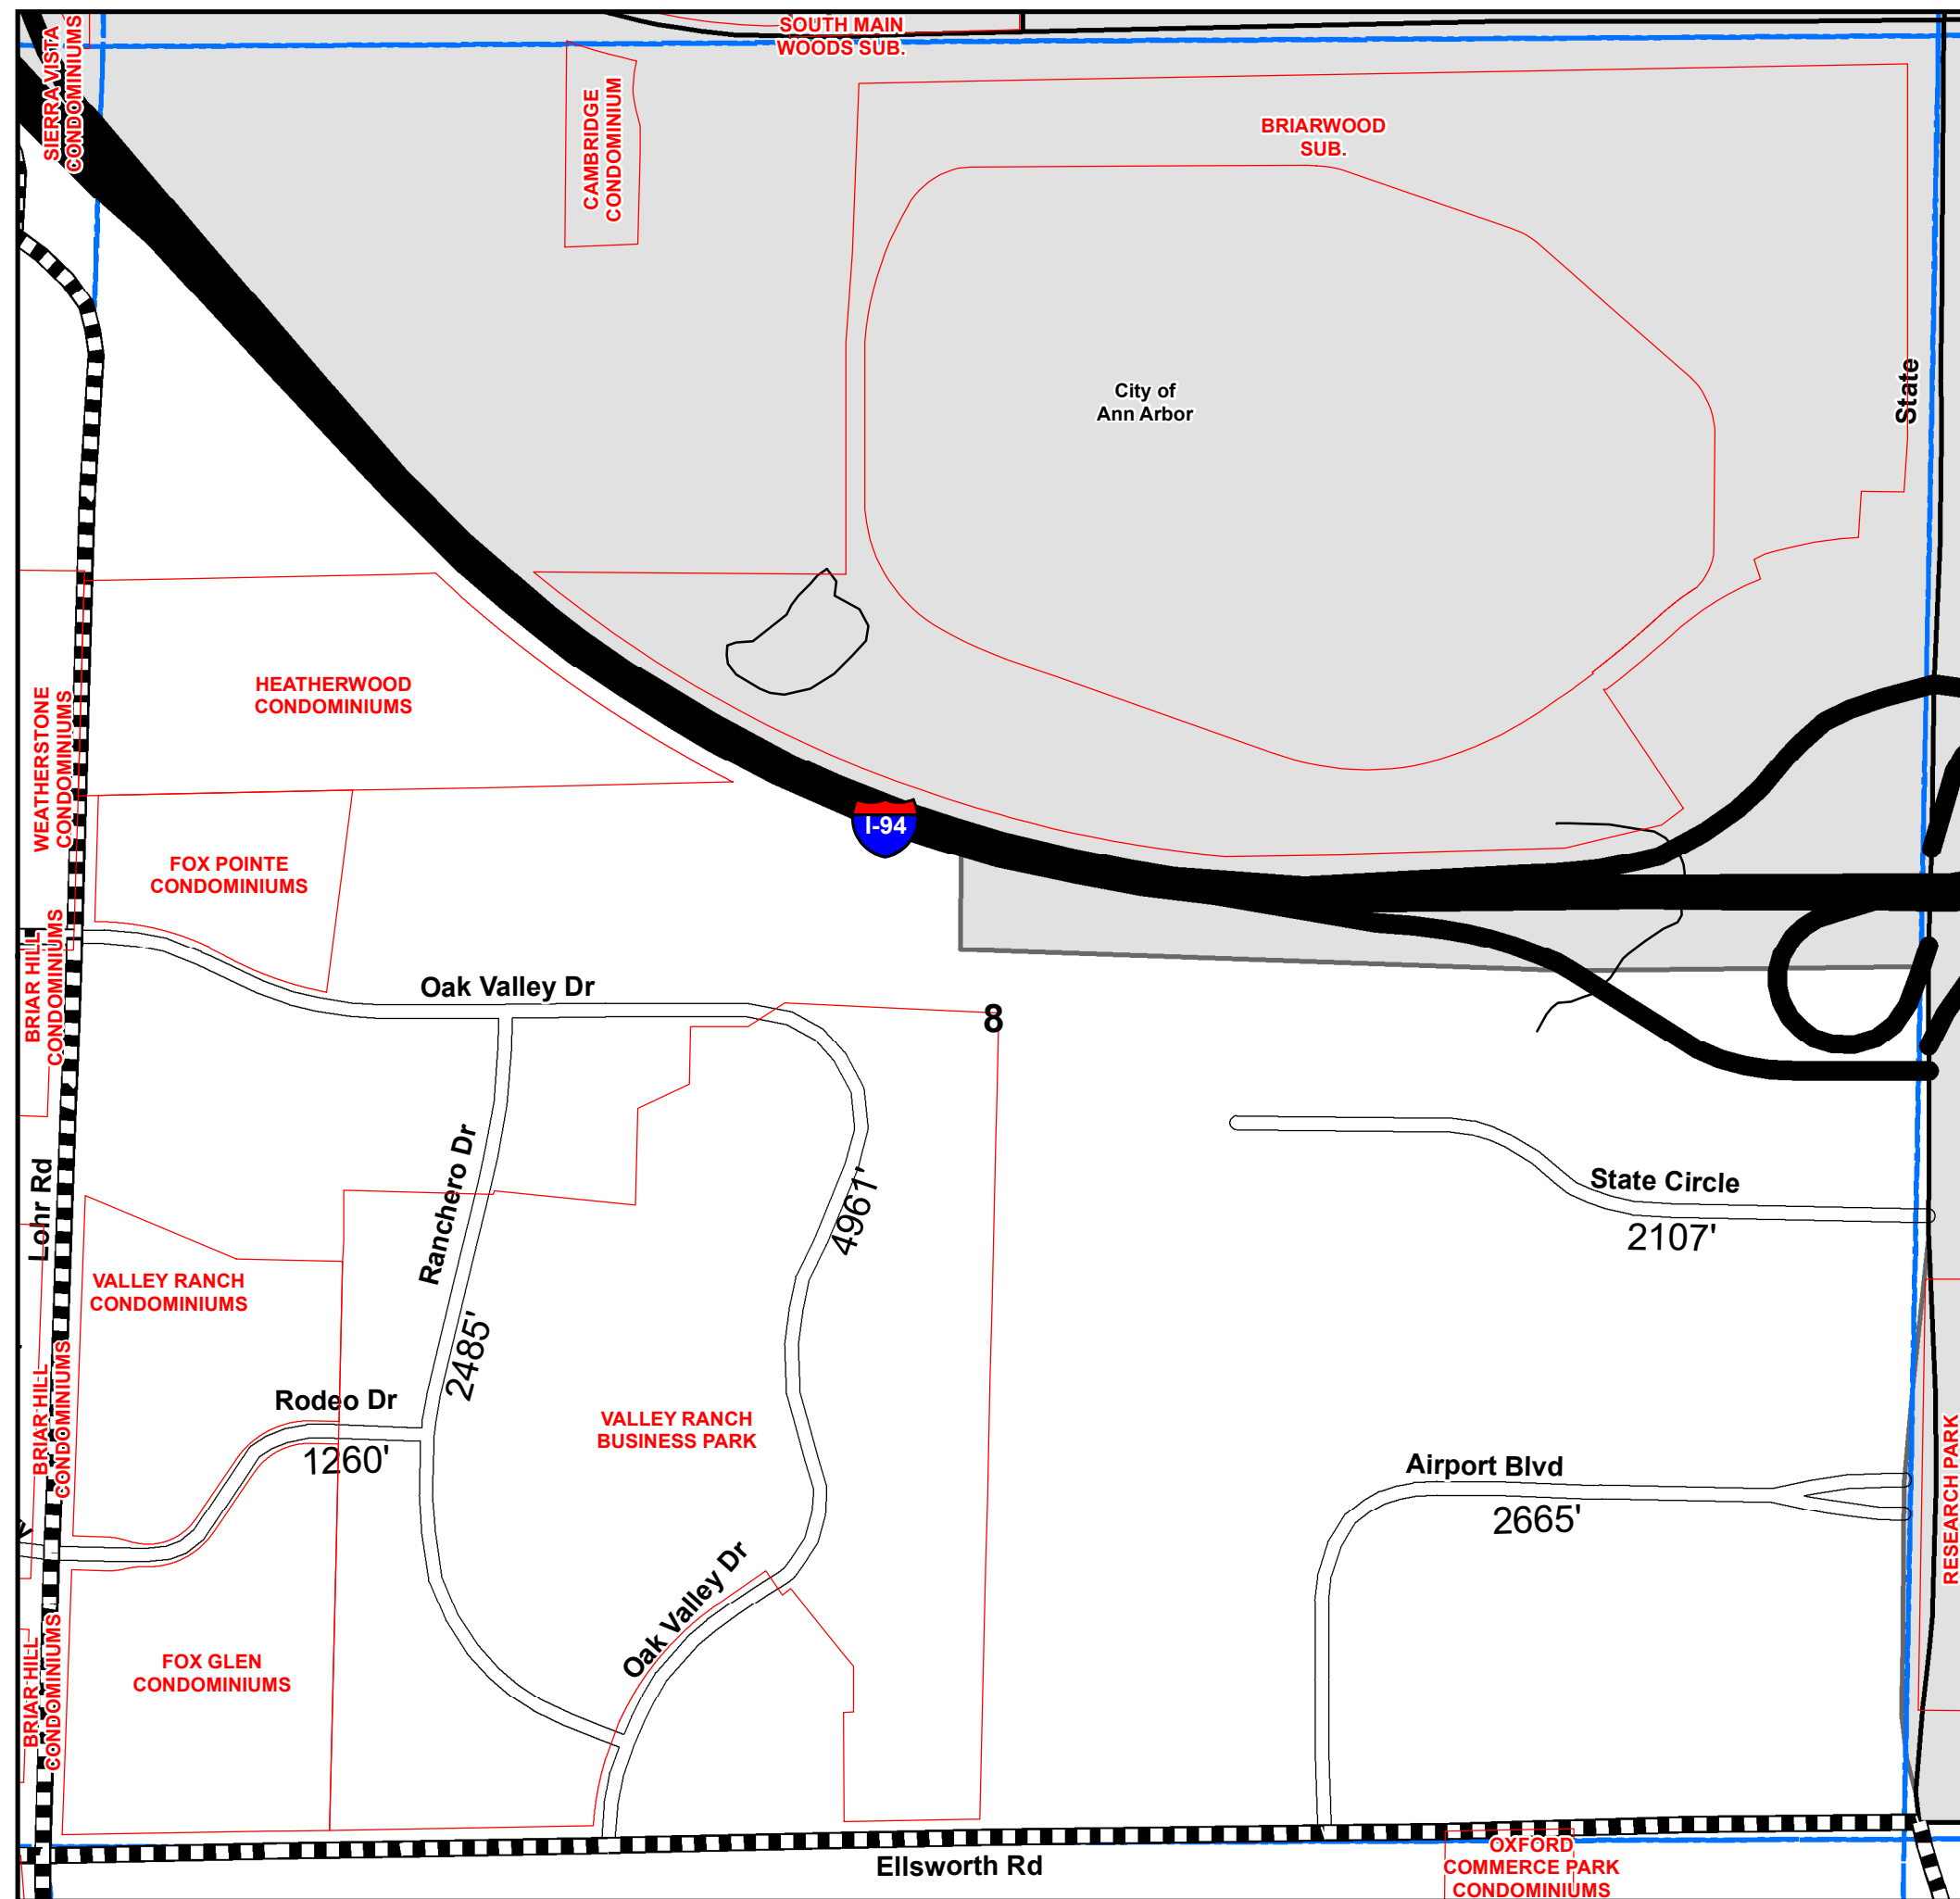 SOUTH MAIN
WOODS SUB.
SIERRA VISTA
CONDOMINIUMS
CAMBRIDGE
CONDOMINIUM
BRIARWOOD
SUB.
City of
Ann Arbor
State
HEATHERWOOD
CONDOMINIUMS
WEATHERSTONE
CONDOMINIUMS
I-94
FOX POINTE
CONDOMINIUMS
BRIAR HILL
CONDOMINIUMS
Oak Valley Dr
8
Ranchero Dr
4961'
State Circle
2107'
Lohr Rd
VALLEY RANCH
CONDOMINIUMS
2485'
Rodeo Dr
1260'
BRIAR HILL
CONDOMINIUMS
VALLEY RANCH
BUSINESS PARK
Airport Blvd
2665'
RESEARCH PARK
Oak Valley Dr
FOX GLEN
CONDOMINIUMS
BRIAR HILL
CONDOMINIUMS
Ellsworth Rd
OXFORD
COMMERCE PARK
CONDOMINIUMS